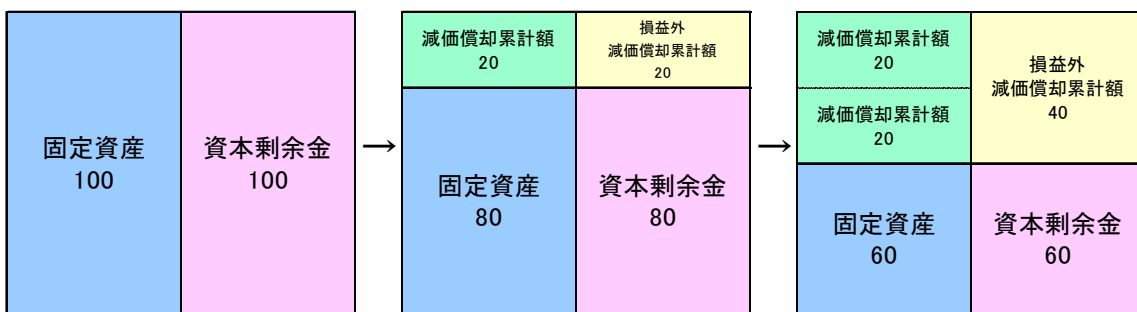 固定資産
100
資本剰余金
100
→
減価償却累計額
20
損益外
減価償却累計額
20
固定資産
80
資本剰余金
80
→
減価償却累計額
20
減価償却累計額
20
損益外
減価償却累計額
40
固定資産
60
資本剰余金
60